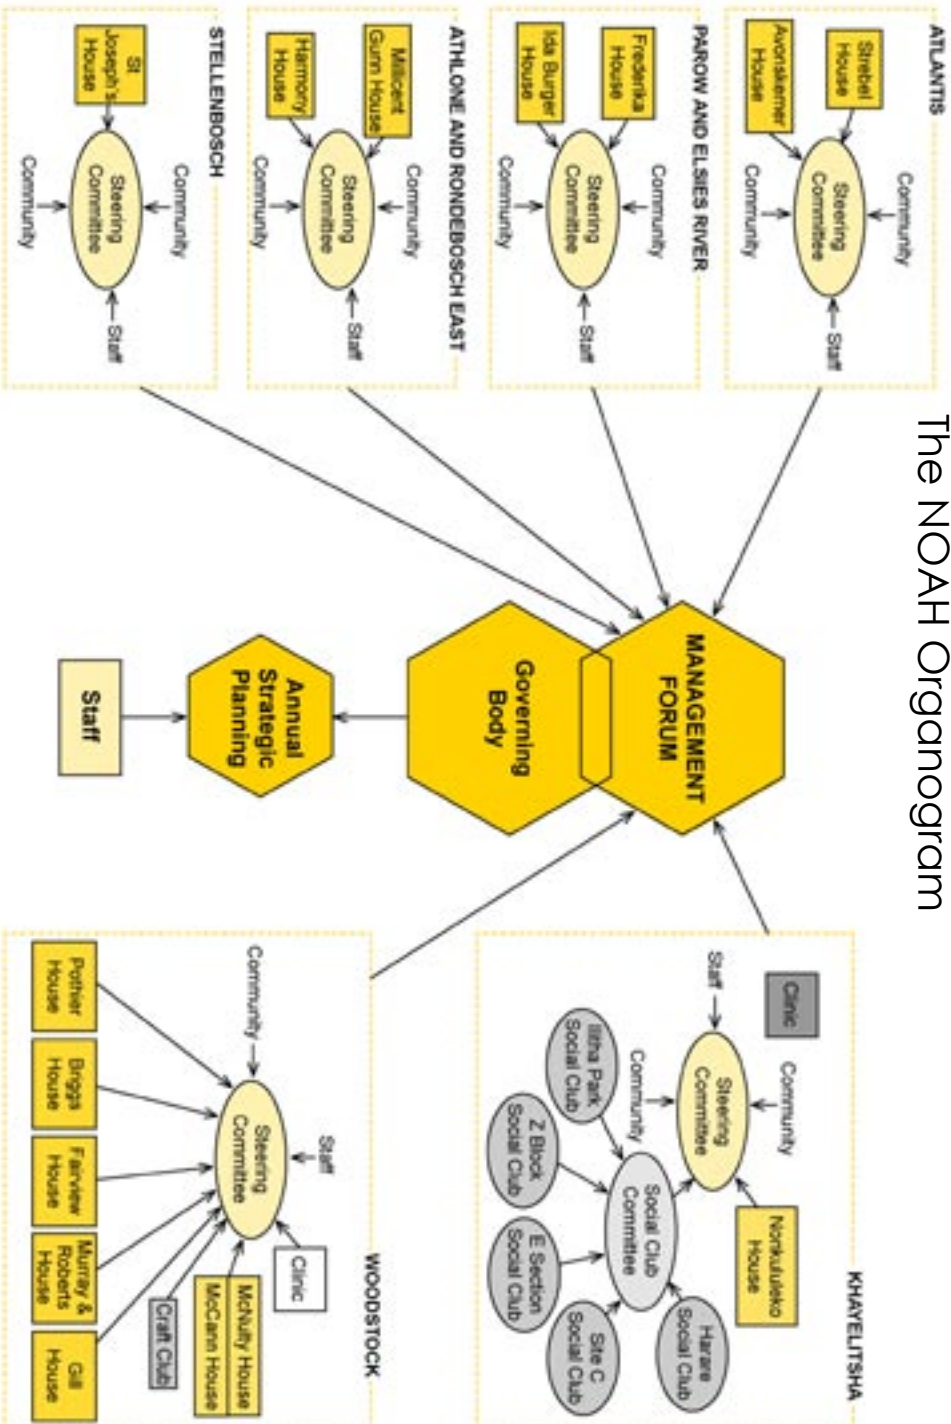 The NOAH Organogram
ATLANTIS
Strebel
House
Avonskemer
House
Community
Steering
Committee
Community
Staff
PAROW AND ELSIES RIVER
Frederika
House
Ida Burger
House
Community
Steering
Committee
Community
Staff
ATHLONE AND RONDEBOSCH EAST
Millicent
Gunn House
Harmony
House
Community
Steering
Committee
Community
Staff
STELLENBOSCH
St
Joseph's
House
Community
Steering
Committee
Community
Staff
MANAGEMENT
FORUM
Governing
Body
Annual
Strategic
Planning
Staff
KHAYELITSHA
Clinic
Community
Staff
Steering
Committee
Community
Nonkululeko
House
Social Club
Committee
Harare
Social Club
Ilitha Park
Social Club
Z Block
Social Club
E Section
Social Club
Site C
Social Club
WOODSTOCK
Staff
Clinic
Community
Steering
Committee
McNulty House
McCann House
Craft Club
Pothier
House
Briggs
House
Fairview
House
Murray &
Roberts
House
Gill
House